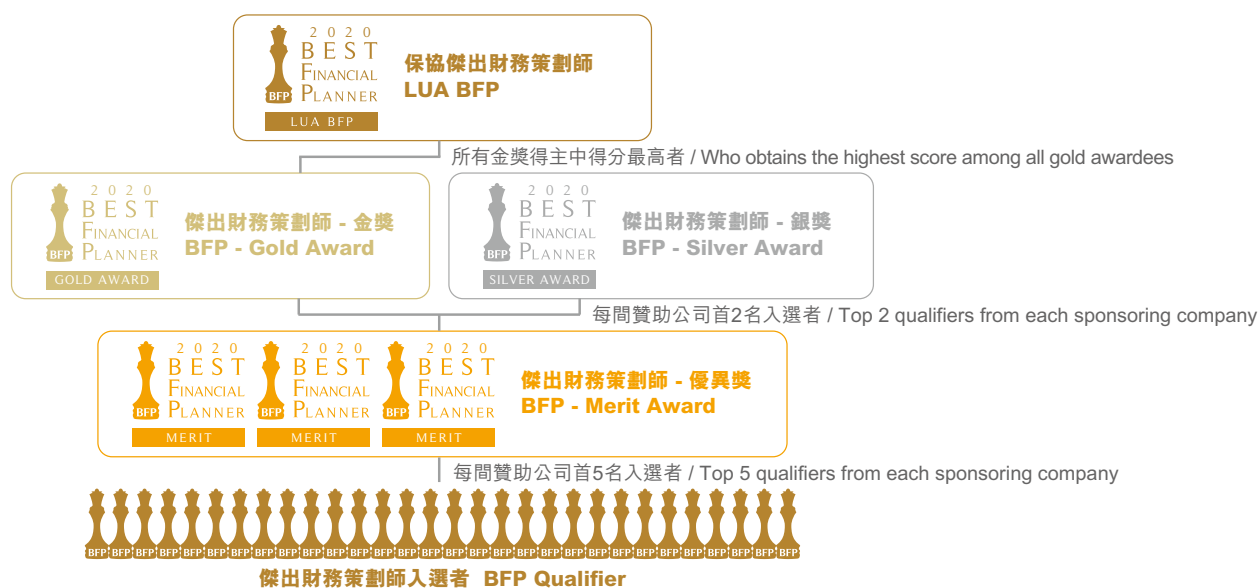 2020
BEST
FINANCIAL
BFP PLANNER
LUA BFP
保協傑出財務策劃師
LUA BFP
所有金獎得主中得分最高者 / Who obtains the highest score among all gold awardees
2020
BEST
FINANCIAL
BFP PLANNER
GOLD AWARD
傑出財務策劃師 - 金獎
BFP - Gold Award
2020
BEST
FINANCIAL
BFP PLANNER
SILVER AWARD
傑出財務策劃師 - 銀獎
BFP - Silver Award
每間贊助公司首2名入選者 / Top 2 qualifiers from each sponsoring company
2020
BEST
FINANCIAL
BFP PLANNER
MERIT
2020
BEST
FINANCIAL
BFP PLANNER
MERIT
2020
BEST
FINANCIAL
BFP PLANNER
MERIT
傑出財務策劃師 - 優異獎
BFP - Merit Award
每間贊助公司首5名入選者 / Top 5 qualifiers from each sponsoring company
BFP BFP BFP BFP BFP BFP BFP BFP BFP BFP BFP BFP BFP BFP BFP BFP BFP BFP BFP BFP BFP BFP BFP BFP BFP BFP BFP BFP BFP BFP
傑出財務策劃師入選者 BFP Qualifier